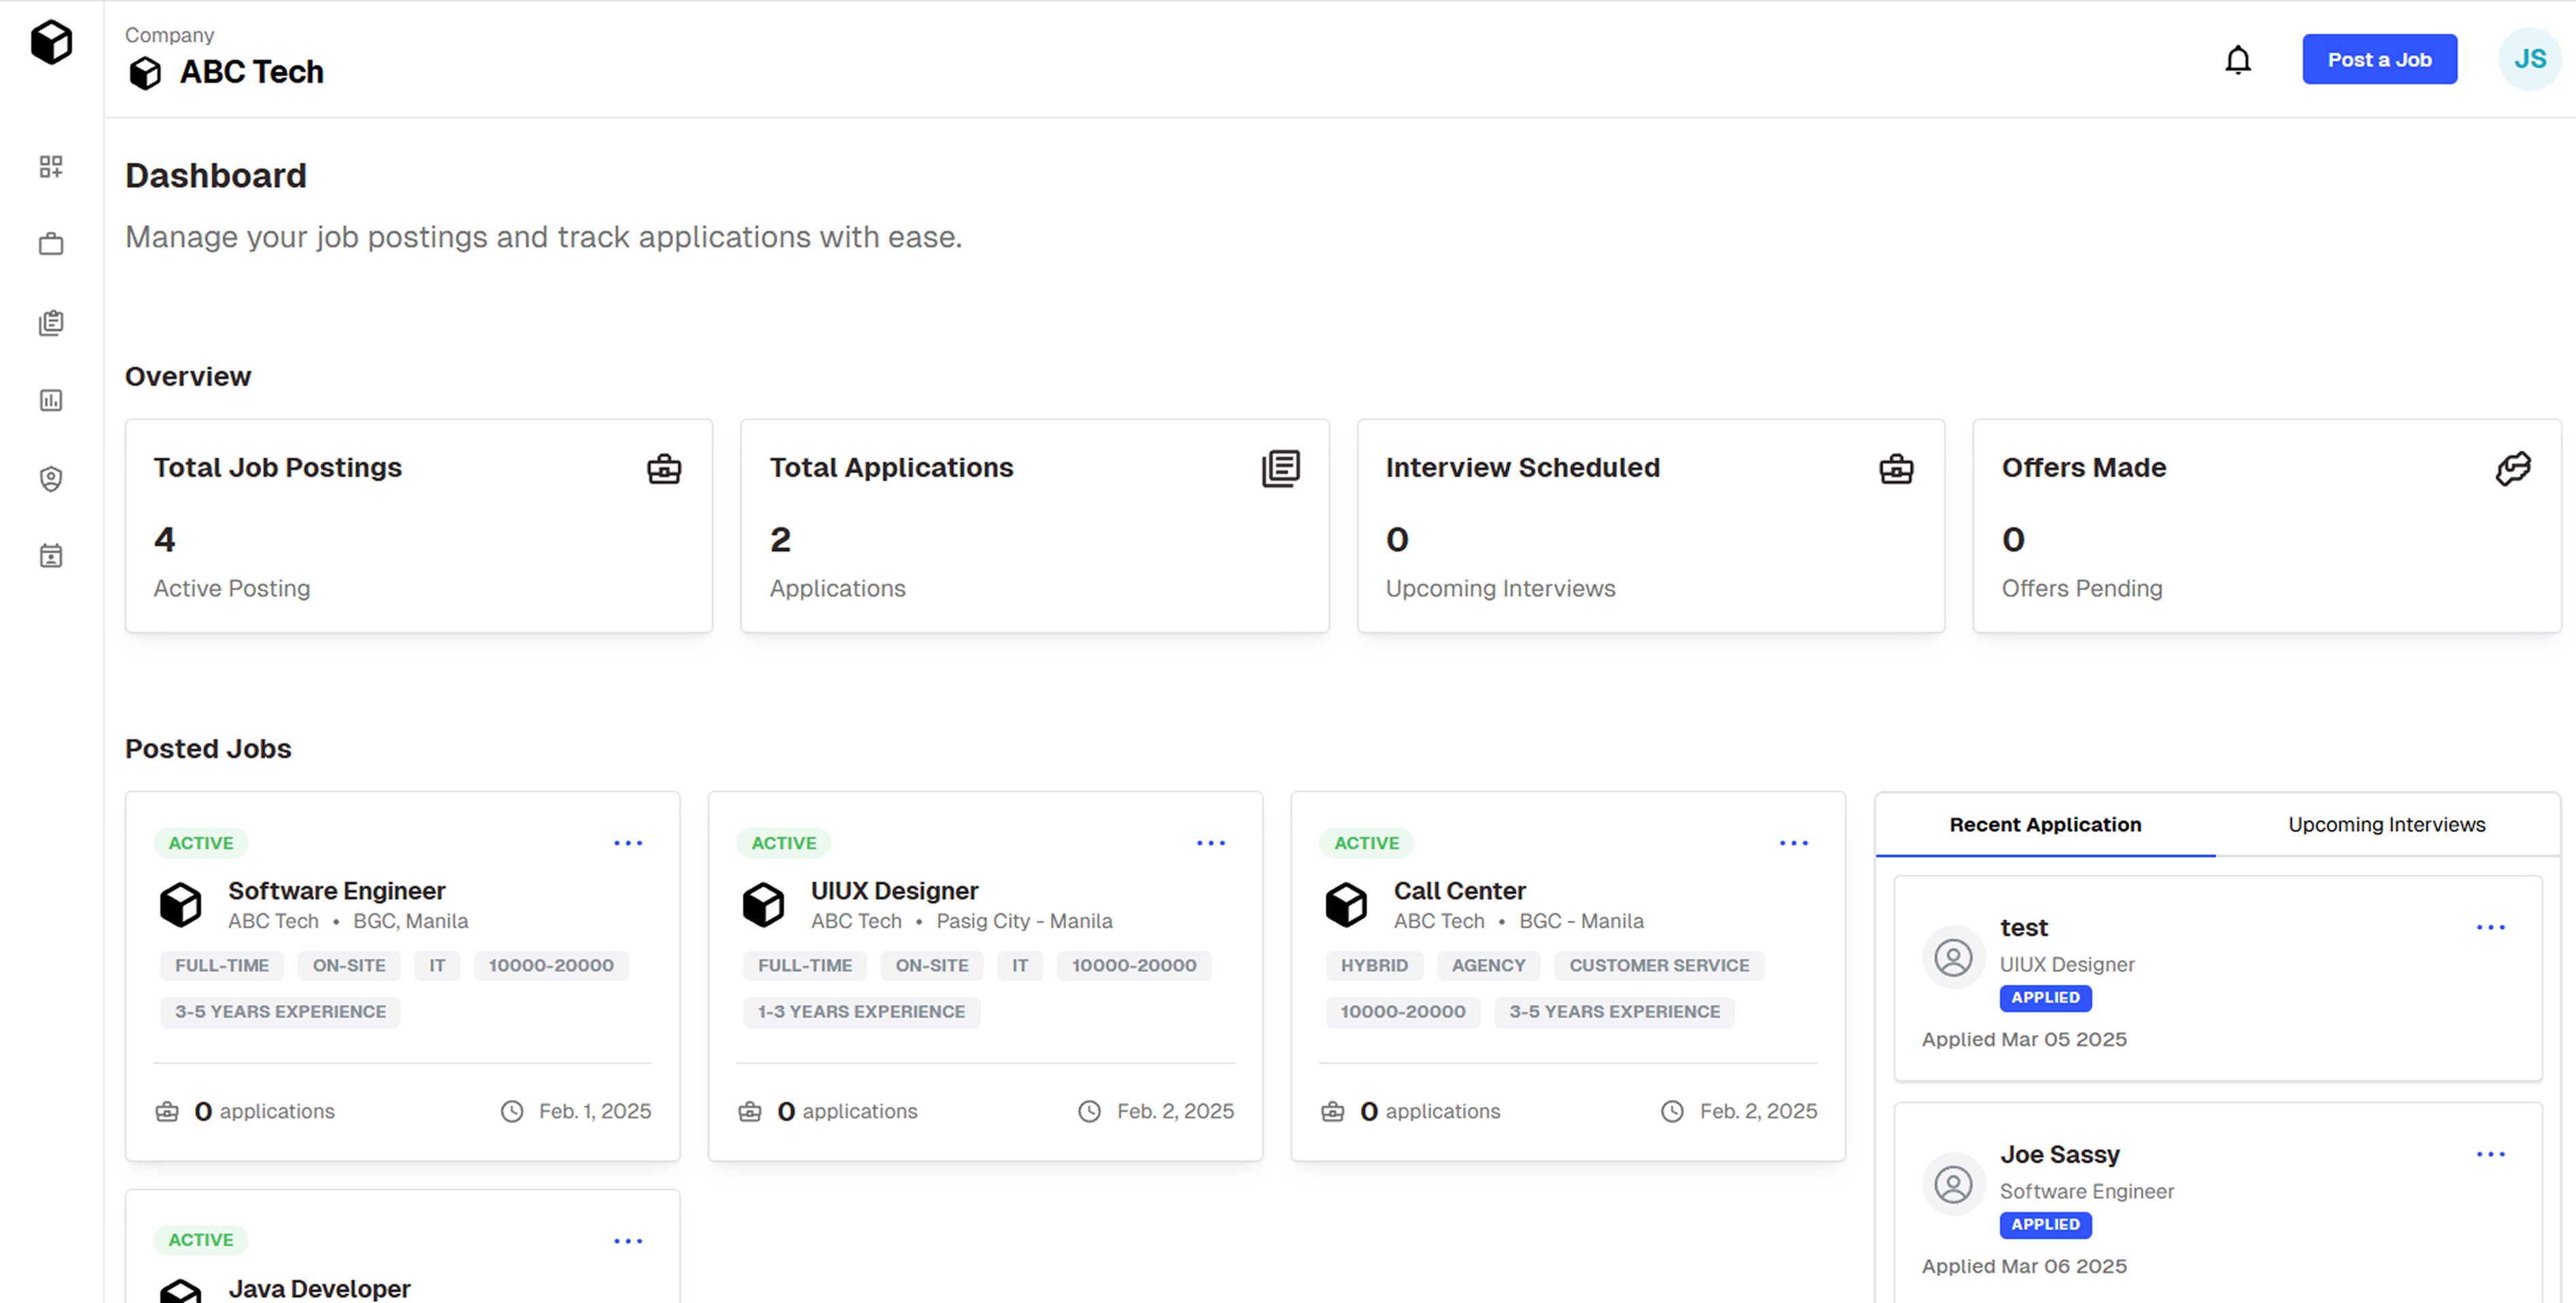 Company
ABC Tech
Post a Job
JS
Dashboard
Manage your job postings and track applications with ease.
Overview
Total Job Postings
4
Active Posting
Total Applications
2
Applications
Interview Scheduled
0
Upcoming Interviews
Offers Made
0
Offers Pending
Posted Jobs
ACTIVE
Software Engineer
ABC Tech • BGC, Manila
FULL-TIME ON-SITE IT 10000-20000
3-5 YEARS EXPERIENCE
0 applications Feb. 1, 2025
ACTIVE
UIUX Designer
ABC Tech • Pasig City - Manila
FULL-TIME ON-SITE IT 10000-20000
1-3 YEARS EXPERIENCE
0 applications Feb. 2, 2025
ACTIVE
Call Center
ABC Tech • BGC - Manila
HYBRID AGENCY CUSTOMER SERVICE
10000-20000 3-5 YEARS EXPERIENCE
0 applications Feb. 2, 2025
ACTIVE
Java Developer
Recent Application Upcoming Interviews
test
UIUX Designer
APPLIED
Applied Mar 05 2025
Joe Sassy
Software Engineer
APPLIED
Applied Mar 06 2025